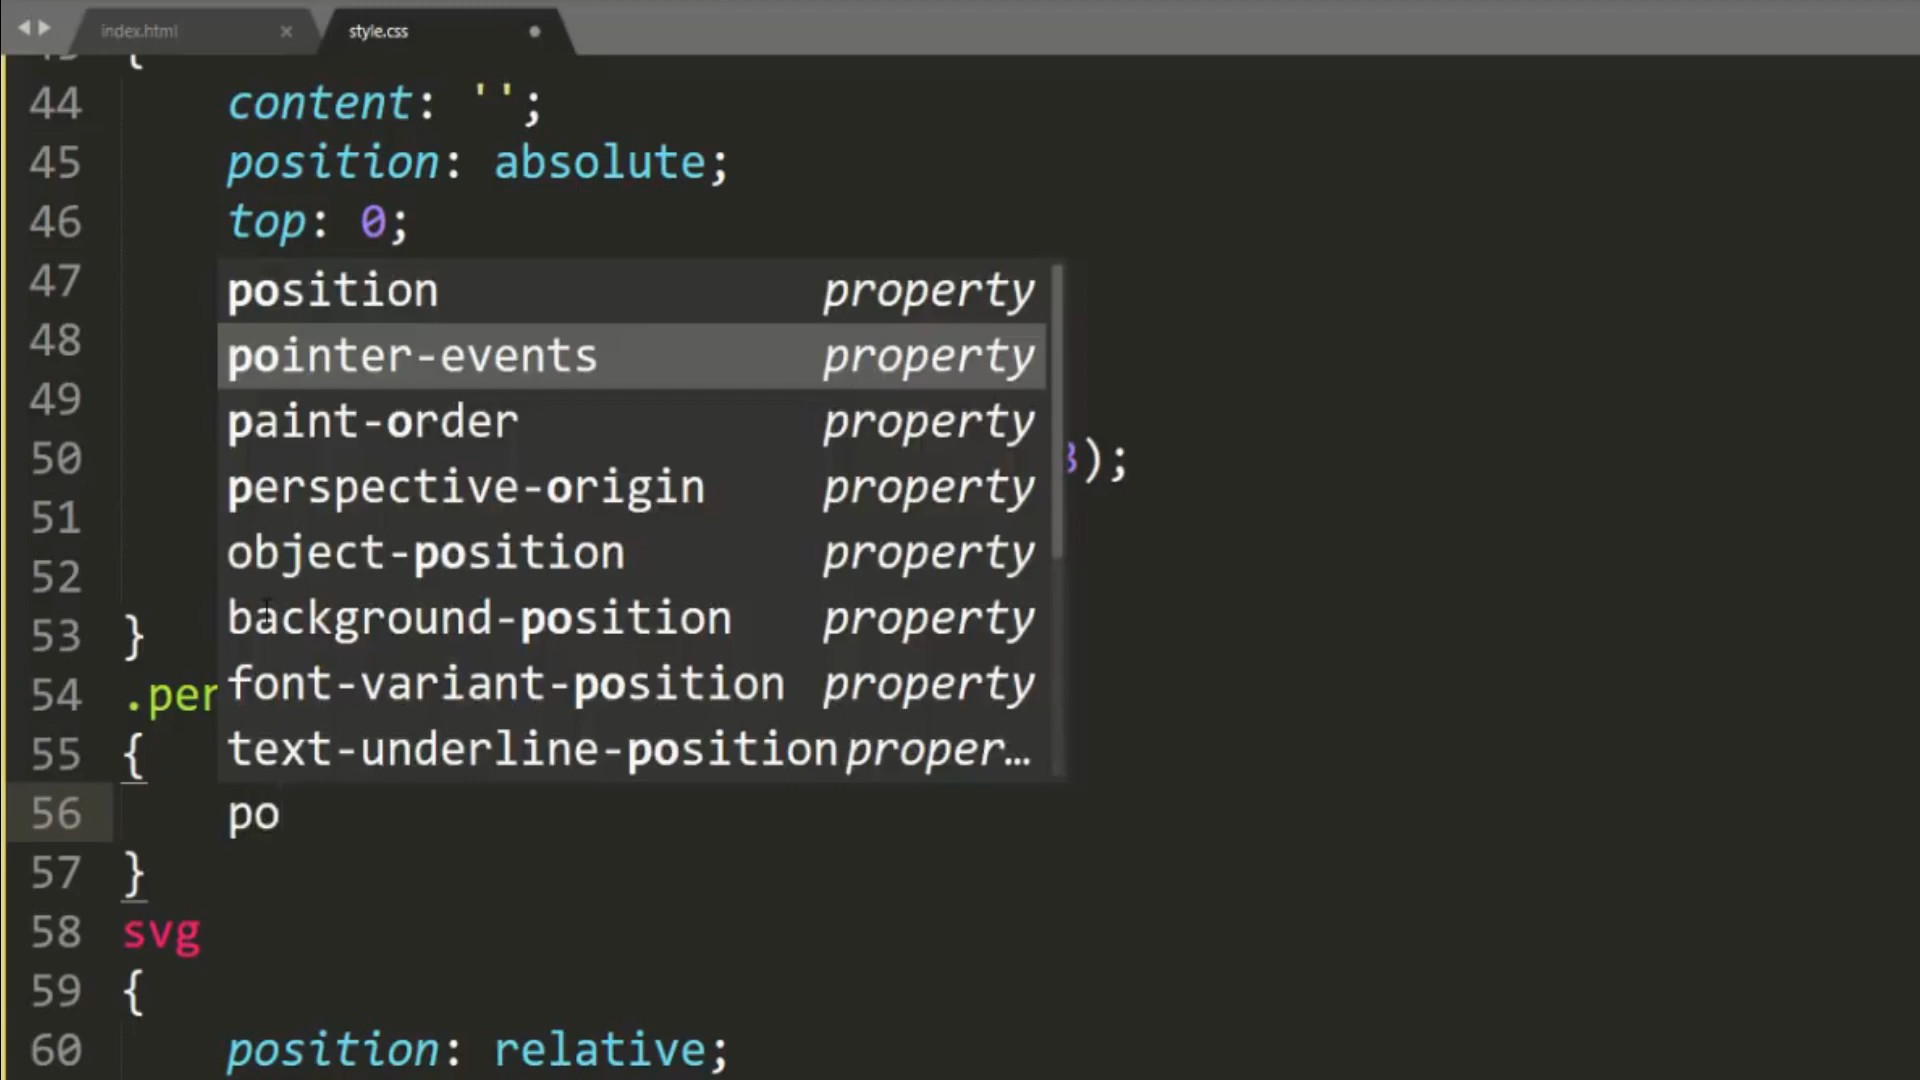 index.html × style.css
43 {
44 content: '';
45 position: absolute;
46 top: 0;
47 position property
48 pointer-events property
49 paint-order property
50 perspective-origin property );
51 object-position property
52 background-position property
53 }
54 .per font-variant-position property
55 { text-underline-position proper…
56 po
57 }
58 svg
59 {
60 position: relative;